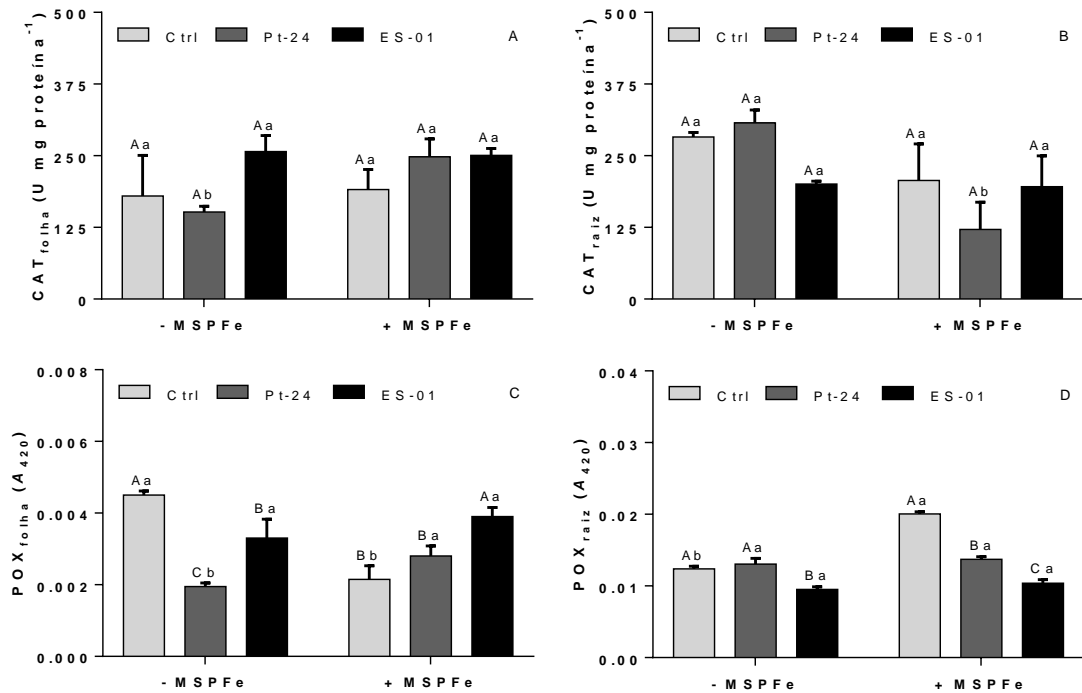 500
Ctrl Pt-24 ES-01 A
375
Aa Aa Aa Aa
250
Aa Aa
Ab
125
0
CAT folha (U mg proteína-1)
- MSPFe + MSPFe
500
Ctrl Pt-24 ES-01 B
375
Aa Aa
Aa Aa
250
Aa Ab
125
0
CAT raiz (U mg proteína-1)
- MSPFe + MSPFe
0.008
Ctrl Pt-24 ES-01 C
0.006
Aa Aa
0.004
Ba Ba
Cb Bb
0.002
0.000
POX folha (A420)
- MSPFe + MSPFe
0.04
Ctrl Pt-24 ES-01 D
0.03
Aa
0.02
Ab Aa Ba
Ba Ca
0.01
0.00
POX raiz (A420)
- MSPFe + MSPFe